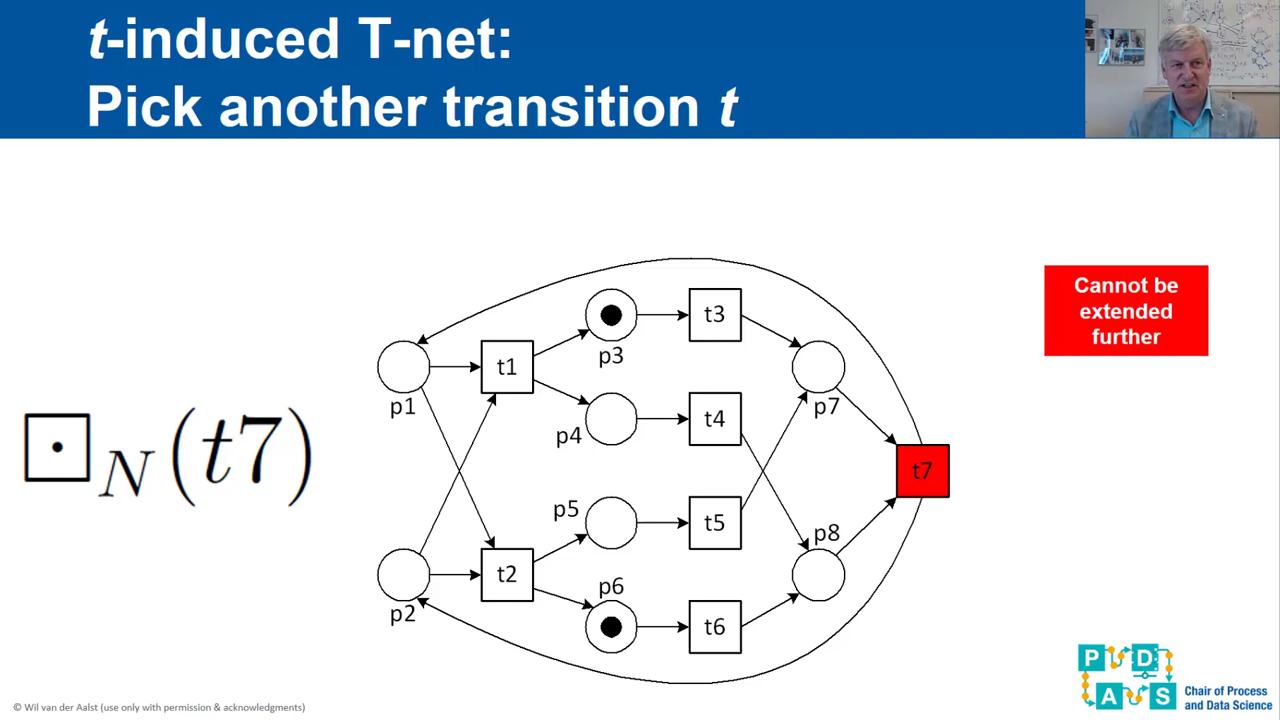 t-induced T-net:
Pick another transition t
Cannot be
extended
further
⊡N(t7)
p1
p2
t1
t2
p3
p4
p5
p6
t3
t4
t5
t6
p7
p8
t7
© Wil van der Aalst (use only with permission & acknowledgments)
P D
A S
Chair of Process
and Data Science